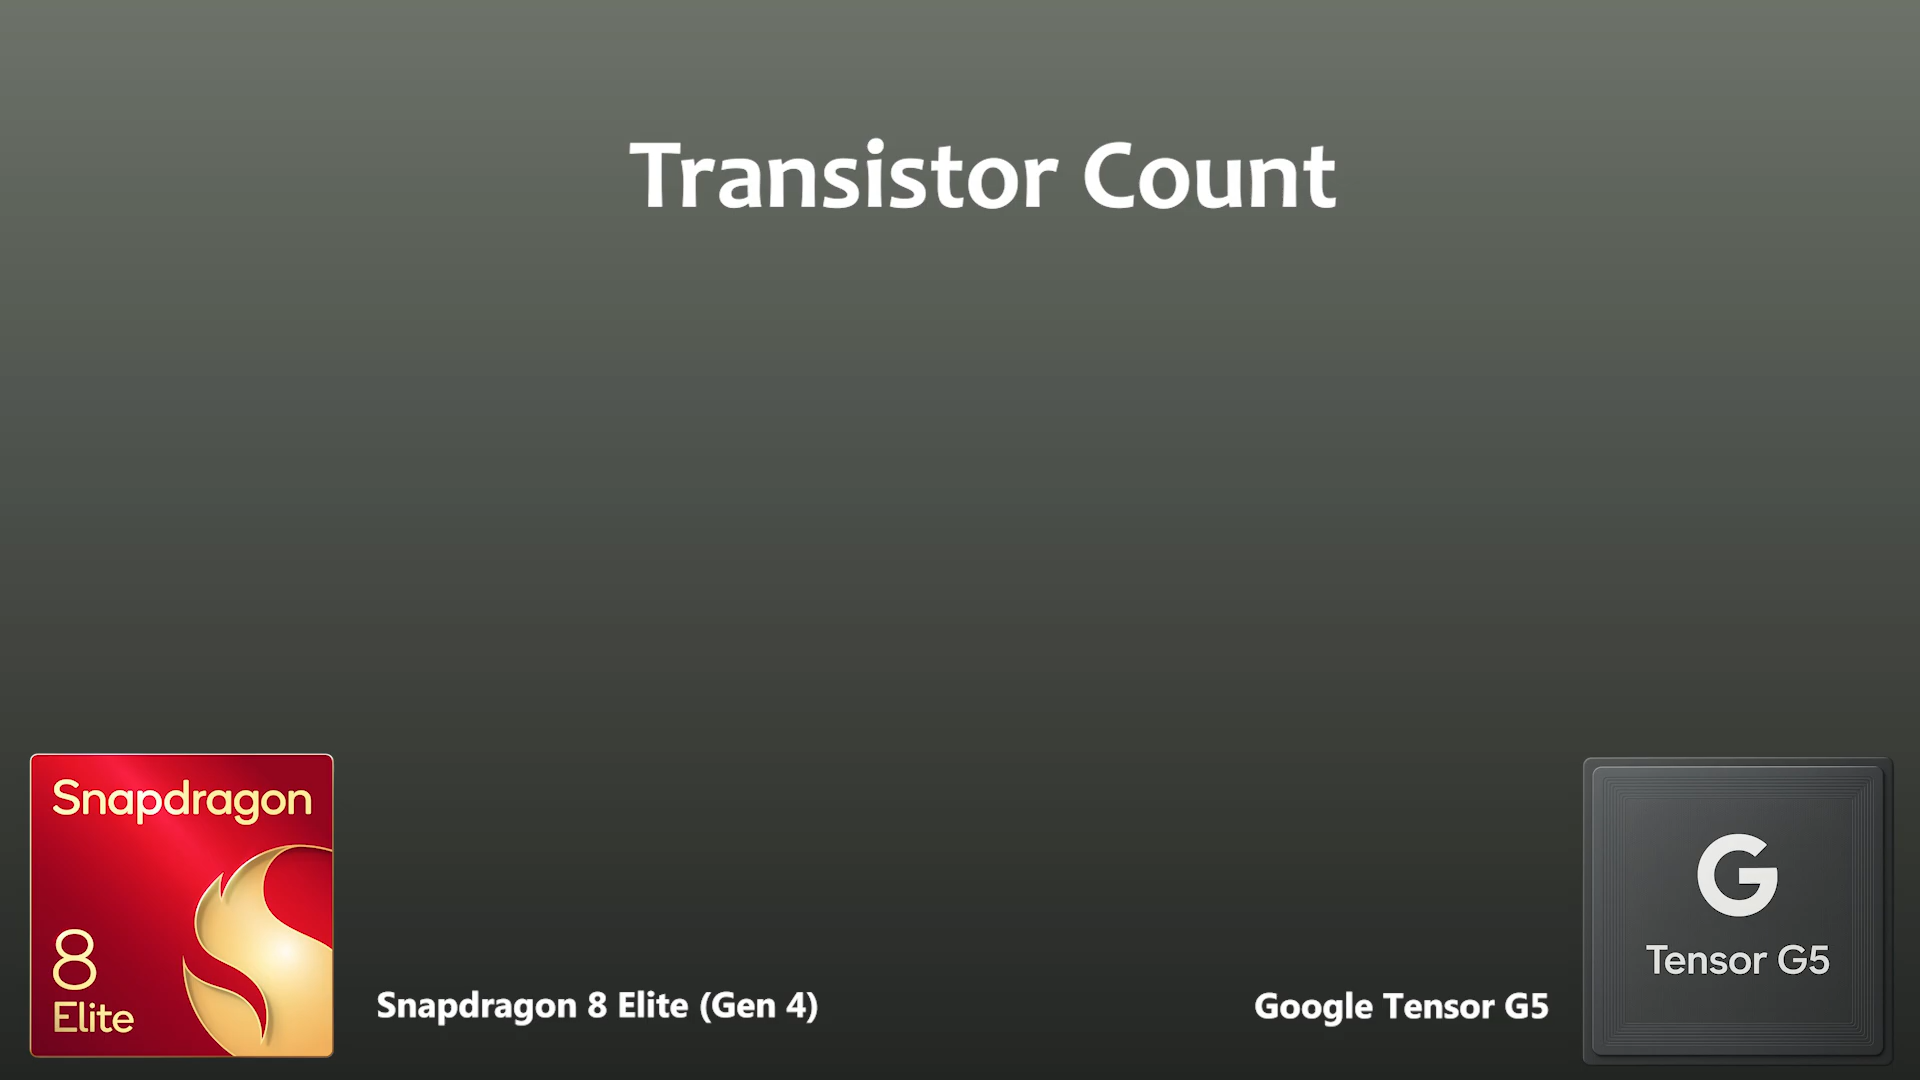 Transistor Count
Snapdragon
8
Elite
Snapdragon 8 Elite (Gen 4)
Google Tensor G5
G
Tensor G5